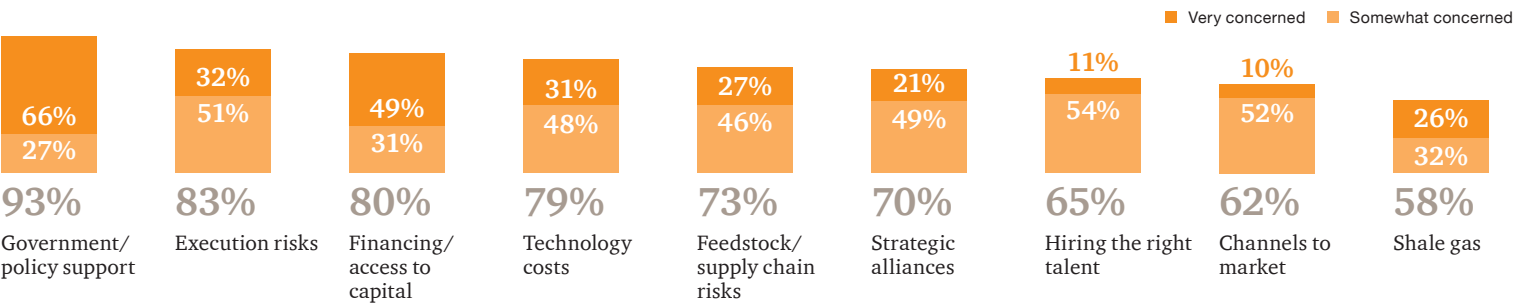 Very concerned Somewhat concerned
66%
27%
93%
Government/
policy support
32%
51%
83%
Execution risks
49%
31%
80%
Financing/
access to
capital
31%
48%
79%
Technology
costs
27%
46%
73%
Feedstock/
supply chain
risks
21%
49%
70%
Strategic
alliances
11%
54%
65%
Hiring the right
talent
10%
52%
62%
Channels to
market
26%
32%
58%
Shale gas